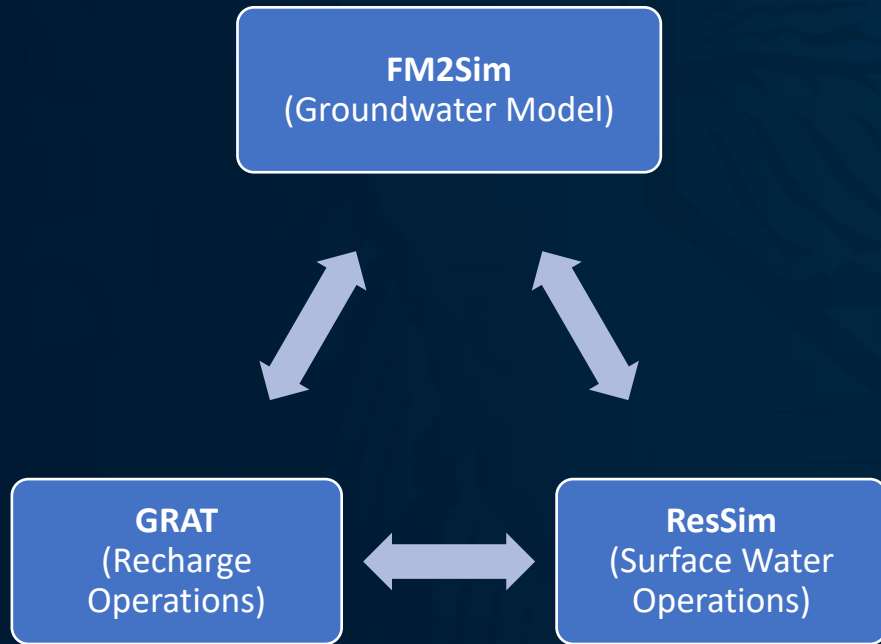 FM2Sim
(Groundwater Model)
GRAT
(Recharge
Operations)
ResSim
(Surface Water
Operations)